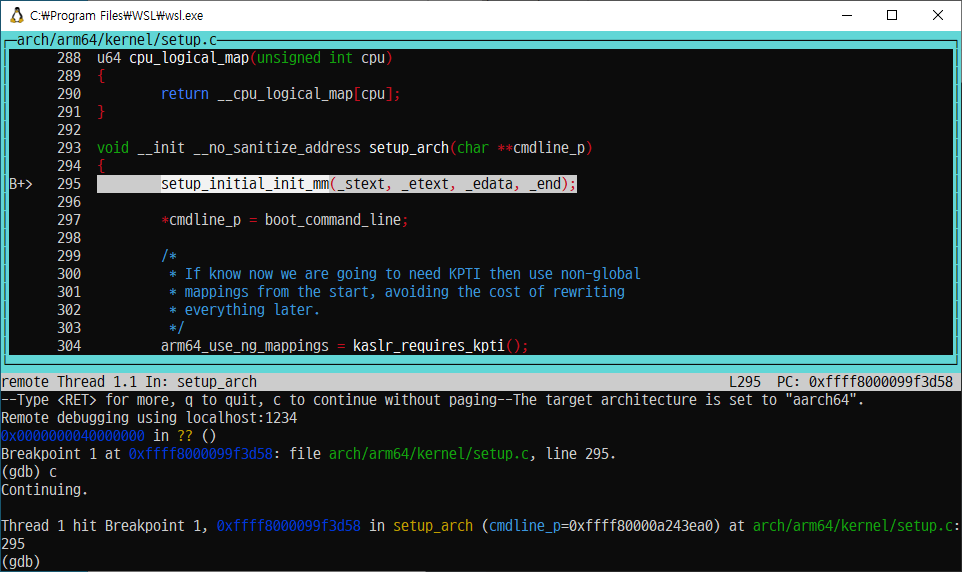 C:₩Program Files₩WSL₩wsl.exe
arch/arm64/kernel/setup.c
288 u64 cpu_logical_map(unsigned int cpu)
289 {
290 return __cpu_logical_map[cpu];
291 }
292
293 void __init __no_sanitize_address setup_arch(char **cmdline_p)
294 {
B+> 295 setup_initial_init_mm(_stext, _etext, _edata, _end);
296
297 *cmdline_p = boot_command_line;
298
299 /*
300 * If know now we are going to need KPTI then use non-global
301 * mappings from the start, avoiding the cost of rewriting
302 * everything later.
303 */
304 arm64_use_ng_mappings = kaslr_requires_kpti();
remote Thread 1.1 In: setup_arch L295 PC: 0xffff8000099f3d58
--Type <RET> for more, q to quit, c to continue without paging--The target architecture is set to "aarch64".
Remote debugging using localhost:1234
0x0000000040000000 in ?? ()
Breakpoint 1 at 0xffff8000099f3d58: file arch/arm64/kernel/setup.c, line 295.
(gdb) c
Continuing.
Thread 1 hit Breakpoint 1, 0xffff8000099f3d58 in setup_arch (cmdline_p=0xffff80000a243ea0) at arch/arm64/kernel/setup.c:
295
(gdb)